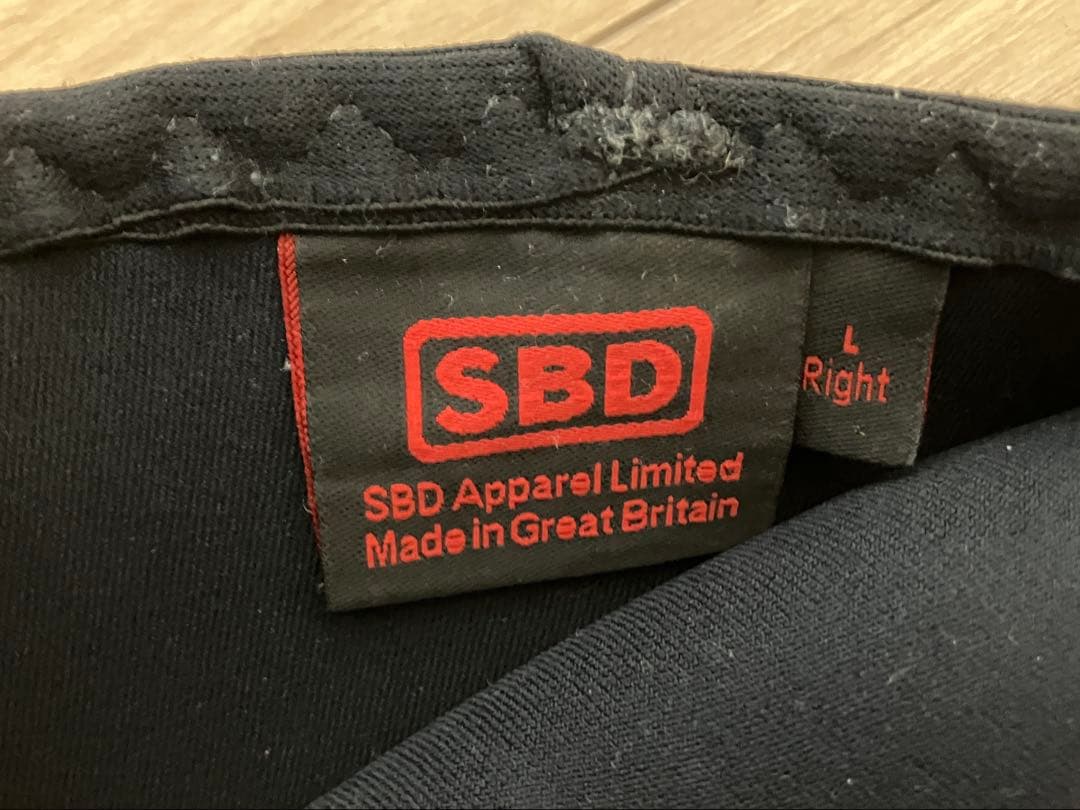 SBD
SBD Apparel Limited
Made in Great Britain
L
Right